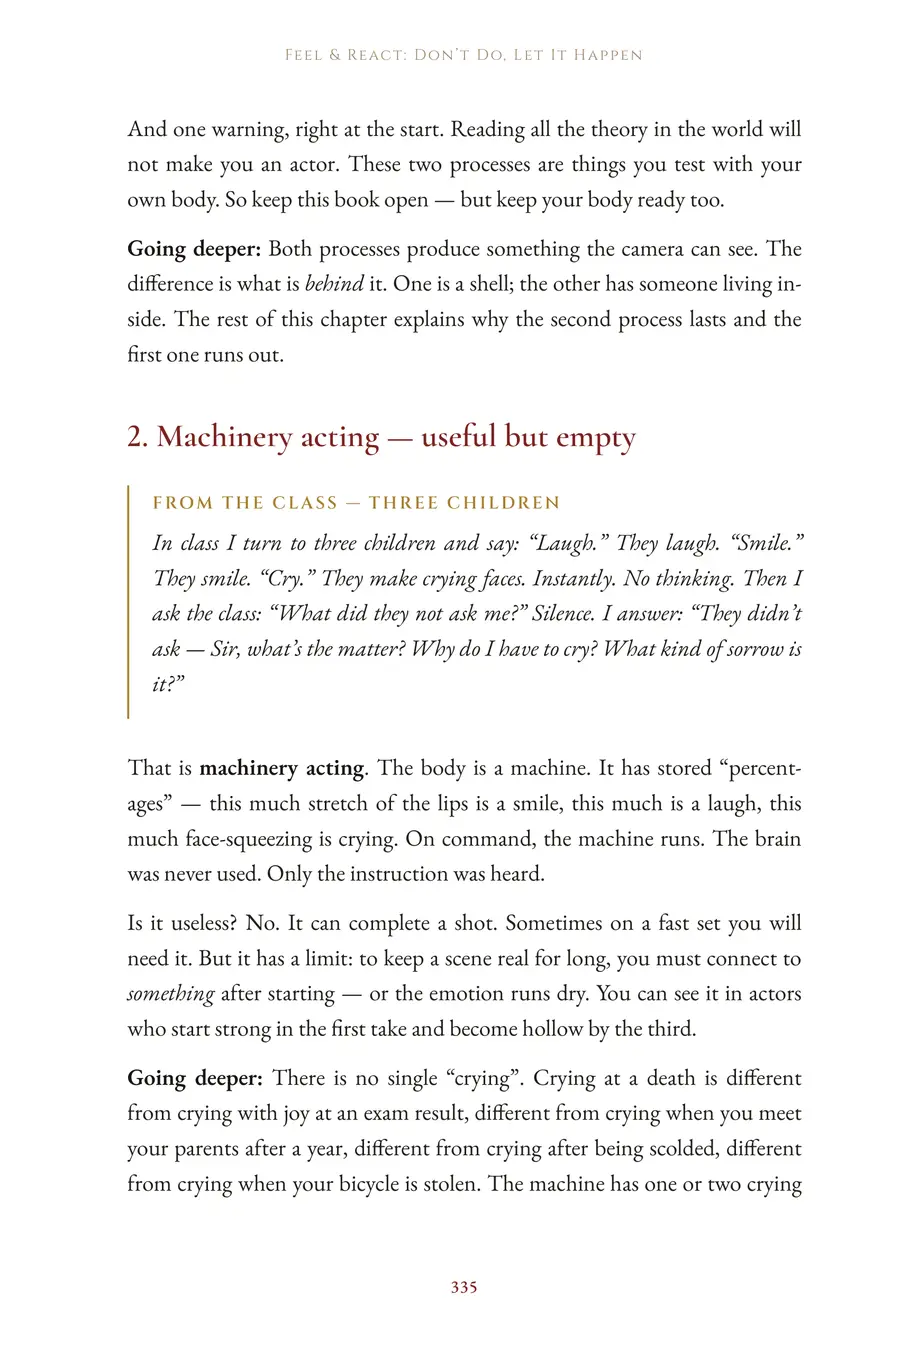 FEEL & REACT: DON'T DO, LET IT HAPPEN
And one warning, right at the start. Reading all the theory in the world will
not make you an actor. These two processes are things you test with your
own body. So keep this book open — but keep your body ready too.
Going deeper: Both processes produce something the camera can see. The
difference is what is behind it. One is a shell; the other has someone living in-
side. The rest of this chapter explains why the second process lasts and the
first one runs out.
2. Machinery acting — useful but empty
FROM THE CLASS — THREE CHILDREN
In class I turn to three children and say: “Laugh.” They laugh. “Smile.”
They smile. “Cry.” They make crying faces. Instantly. No thinking. Then I
ask the class: “What did they not ask me?” Silence. I answer: “They didn’t
ask — Sir, what’s the matter? Why do I have to cry? What kind of sorrow is
it?”
That is machinery acting. The body is a machine. It has stored “percent-
ages” — this much stretch of the lips is a smile, this much is a laugh, this
much face-squeezing is crying. On command, the machine runs. The brain
was never used. Only the instruction was heard.
Is it useless? No. It can complete a shot. Sometimes on a fast set you will
need it. But it has a limit: to keep a scene real for long, you must connect to
something after starting — or the emotion runs dry. You can see it in actors
who start strong in the first take and become hollow by the third.
Going deeper: There is no single “crying”. Crying at a death is different
from crying with joy at an exam result, different from crying when you meet
your parents after a year, different from crying after being scolded, different
from crying when your bicycle is stolen. The machine has one or two crying
335